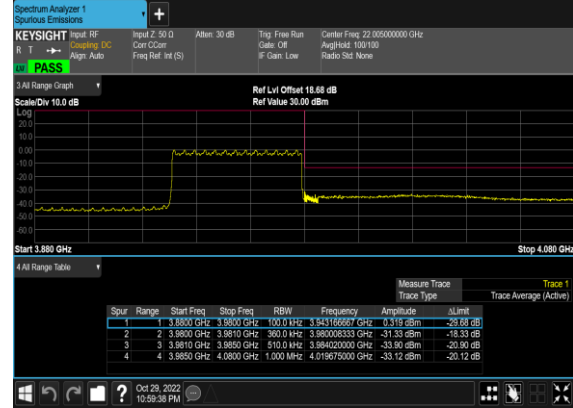 Spectrum Analyzer 1
Spurious Emissions
+
KEYSIGHT Input: RF Input Z: 50 Ω Atten: 30 dB Trig: Free Run Center Freq: 22.005000000 GHz
R T Coupling: DC Corr CCorr Gate: Off Avg|Hold: 100/100
Align: Auto Freq Ref: Int (S) IF Gain: Low Radio Std: None
LVI PASS
3 All Range Graph Ref Lvl Offset 18.68 dB
Scale/Div 10.0 dB Ref Value 30.00 dBm
Log
20.0
10.0
0.00
-10.0
-20.0
-30.0
-40.0
-50.0
-60.0
Start 3.880 GHz Stop 4.080 GHz
4 All Range Table
Measure Trace Trace 1
Trace Type Trace Average (Active)
Spur Range Start Freq Stop Freq RBW Frequency Amplitude ΔLimit
1 1 3.8800 GHz 3.9800 GHz 100.0 kHz 3.943166667 GHz 0.319 dBm -29.68 dB
2 2 3.9800 GHz 3.9810 GHz 360.0 kHz 3.980008333 GHz -31.33 dBm -18.33 dB
3 3 3.9810 GHz 3.9850 GHz 510.0 kHz 3.984020000 GHz -33.90 dBm -20.90 dB
4 4 3.9850 GHz 4.0800 GHz 1.000 MHz 4.019675000 GHz -33.12 dBm -20.12 dB
? Oct 29, 2022
10:59:38 PM